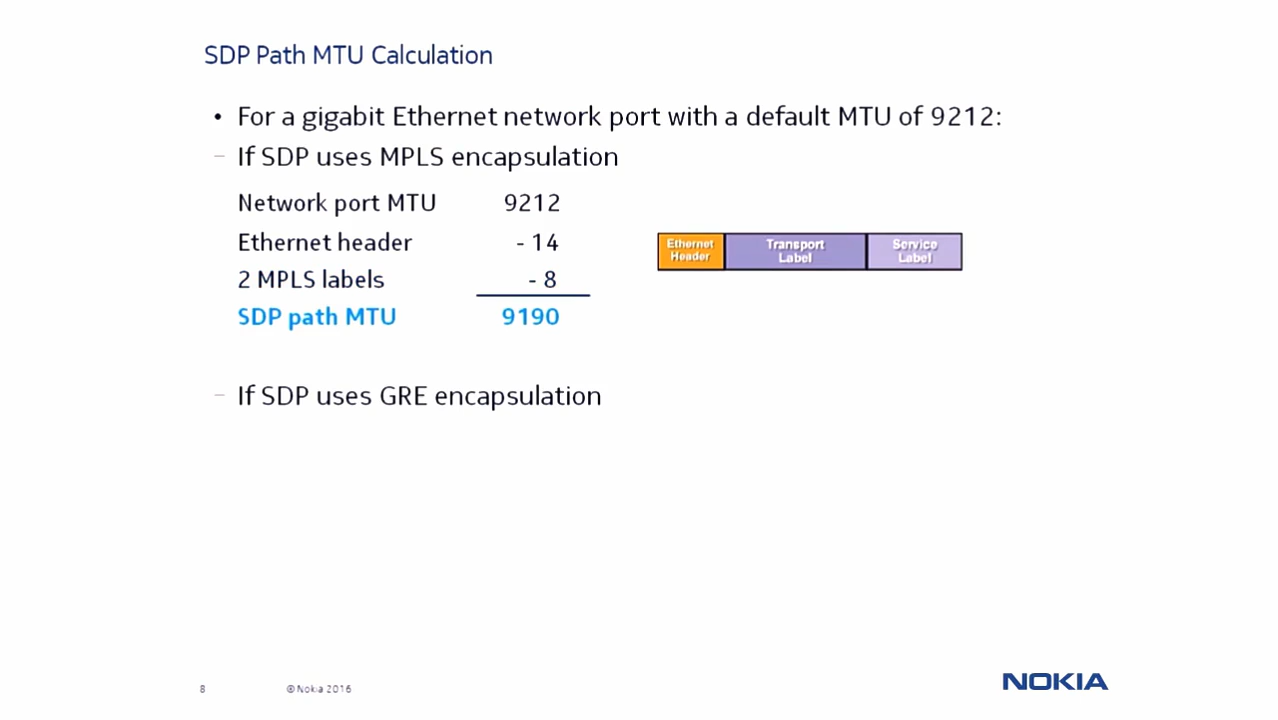 SDP Path MTU Calculation
• For a gigabit Ethernet network port with a default MTU of 9212:
– If SDP uses MPLS encapsulation
Network port MTU 9212
Ethernet header - 14
2 MPLS labels - 8
SDP path MTU 9190
Ethernet Header
Transport Label
Service Label
– If SDP uses GRE encapsulation
8 © Nokia 2016
NOKIA